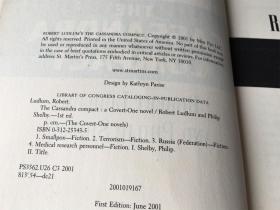 ROBERT LUDLUM'S THE CASSANDRA COMPACT. Copyright © 2001 by Myn Pyn LLC.
All rights reserved. Printed in the United States of America. No part of this book may
be used or reproduced in any manner whatsoever without written permission except
in the case of brief quotations embodied in critical articles or reviews. For information,
address St. Martin's Press, 175 Fifth Avenue, New York, NY 10010.
www.stmartins.com
Design by Kathryn Parise
LIBRARY OF CONGRESS CATALOGING-IN-PUBLICATION DATA
Ludlum, Robert.
The Cassandra compact : a Covert-One novel / Robert Ludlum and Philip
Shelby.—1st ed.
p. cm.—(The Covert-One novels)
ISBN 0-312-25345-5
1. Smallpox—Fiction. 2. Terrorism—Fiction. 3. Russia (Federation)—Fiction.
4. Medical research personnel—Fiction. I. Shelby, Philip.
II. Title.
PS3562.U26 C3 2001
813'.54—dc21
2001019167
First Edition: June 2001
R